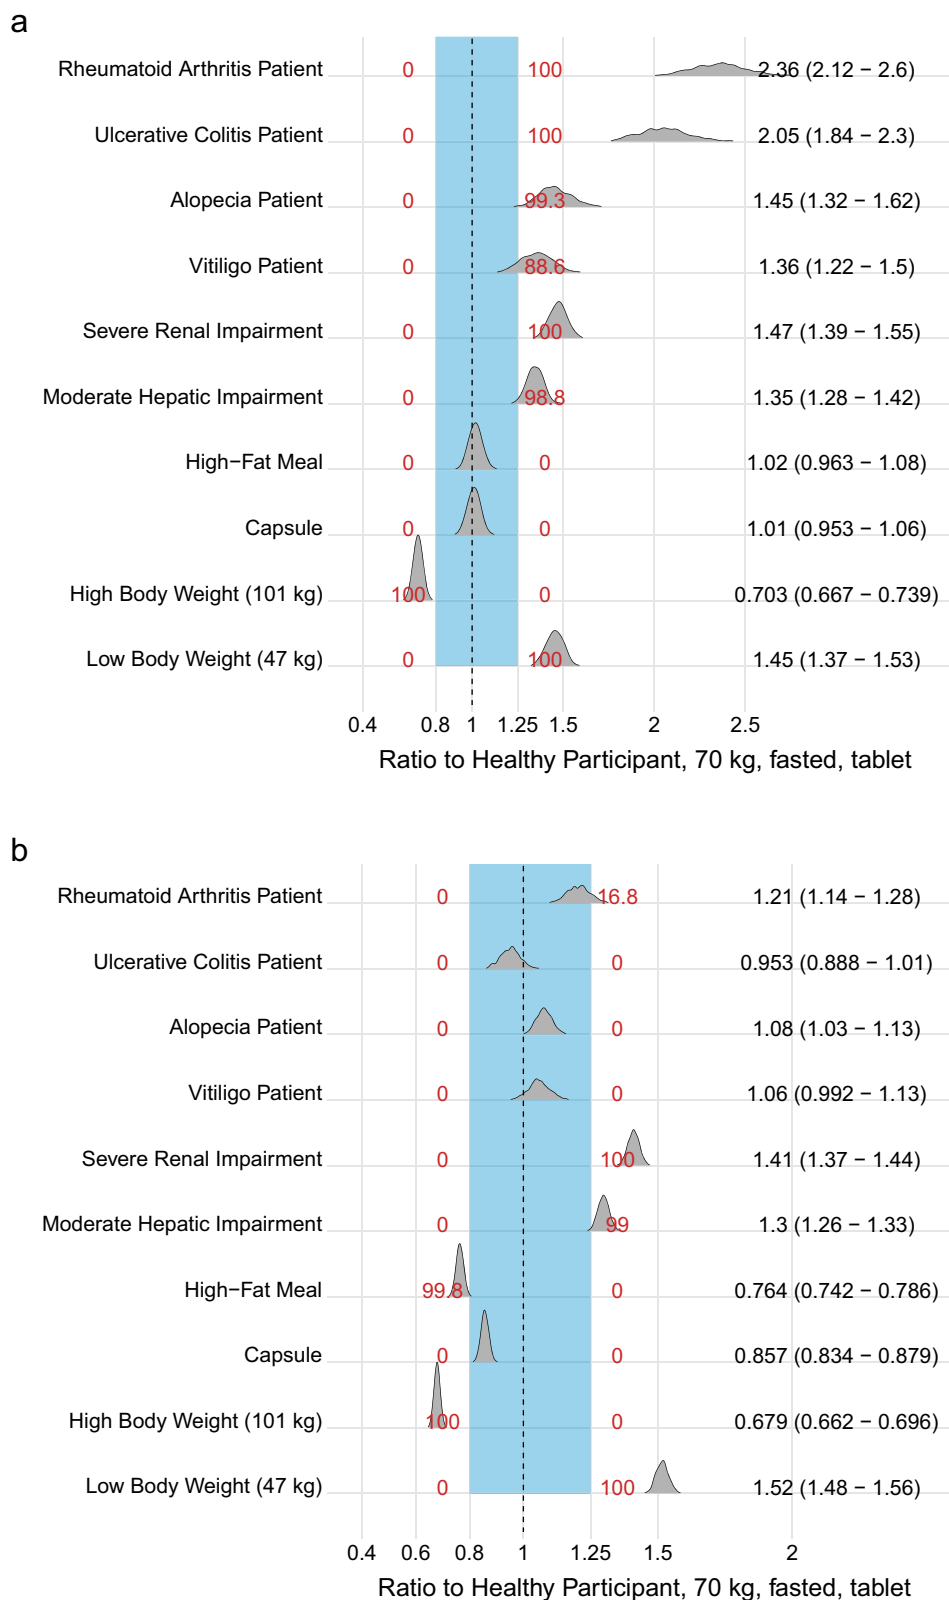 a
Rheumatoid Arthritis Patient 0 100 2.36 (2.12 − 2.6)
Ulcerative Colitis Patient 0 100 2.05 (1.84 − 2.3)
Alopecia Patient 0 99.3 1.45 (1.32 − 1.62)
Vitiligo Patient 0 88.6 1.36 (1.22 − 1.5)
Severe Renal Impairment 0 100 1.47 (1.39 − 1.55)
Moderate Hepatic Impairment 0 98.8 1.35 (1.28 − 1.42)
High−Fat Meal 0 0 1.02 (0.963 − 1.08)
Capsule 0 0 1.01 (0.953 − 1.06)
High Body Weight (101 kg) 100 0 0.703 (0.667 − 0.739)
Low Body Weight (47 kg) 0 100 1.45 (1.37 − 1.53)
0.4 0.8 1 1.25 1.5 2 2.5
Ratio to Healthy Participant, 70 kg, fasted, tablet
b
Rheumatoid Arthritis Patient 0 16.8 1.21 (1.14 − 1.28)
Ulcerative Colitis Patient 0 0 0.953 (0.888 − 1.01)
Alopecia Patient 0 0 1.08 (1.03 − 1.13)
Vitiligo Patient 0 0 1.06 (0.992 − 1.13)
Severe Renal Impairment 0 100 1.41 (1.37 − 1.44)
Moderate Hepatic Impairment 0 99 1.3 (1.26 − 1.33)
High−Fat Meal 99.8 0 0.764 (0.742 − 0.786)
Capsule 0 0 0.857 (0.834 − 0.879)
High Body Weight (101 kg) 100 0 0.679 (0.662 − 0.696)
Low Body Weight (47 kg) 0 100 1.52 (1.48 − 1.56)
0.4 0.6 0.8 1 1.25 1.5 2
Ratio to Healthy Participant, 70 kg, fasted, tablet